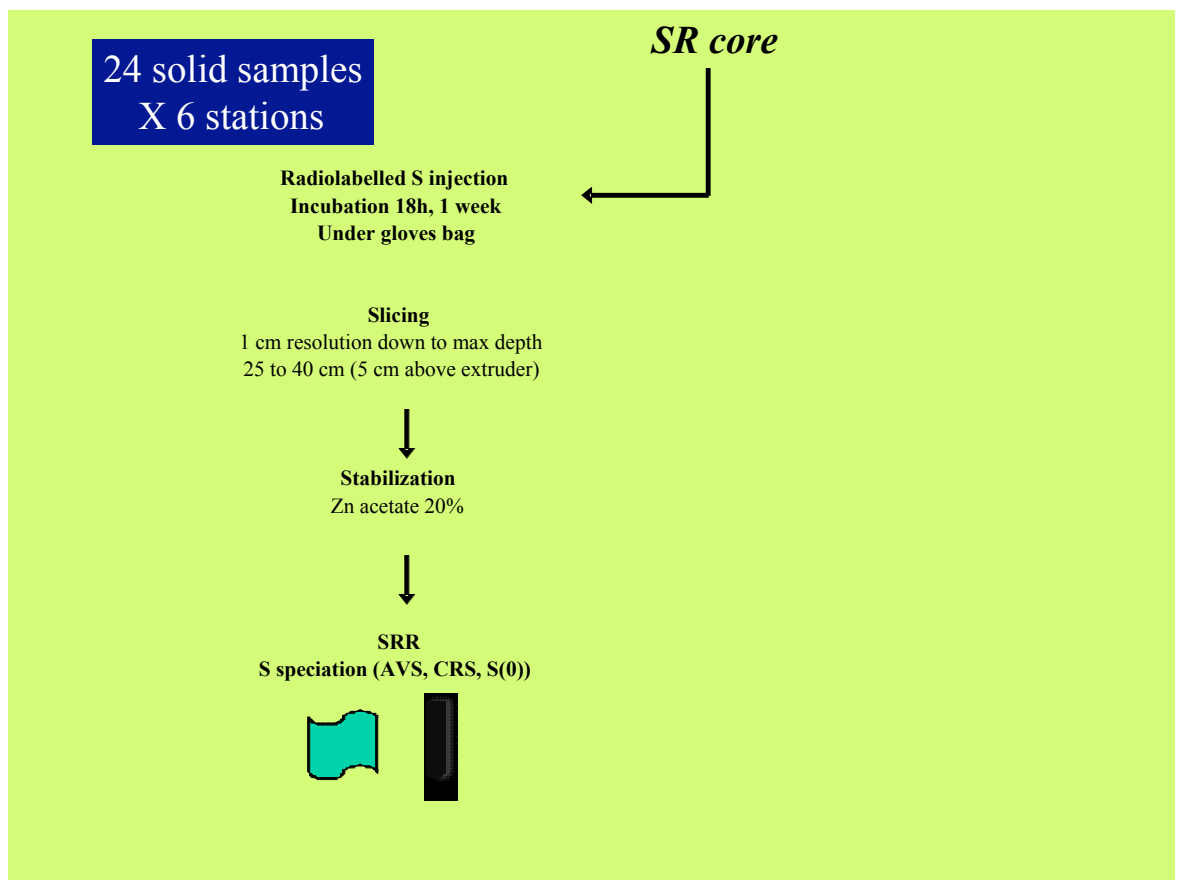 24 solid samples
X 6 stations
SR core
Radiolabelled S injection
Incubation 18h, 1 week
Under gloves bag
Slicing
1 cm resolution down to max depth
25 to 40 cm (5 cm above extruder)
Stabilization
Zn acetate 20%
SRR
S speciation (AVS, CRS, S(0))